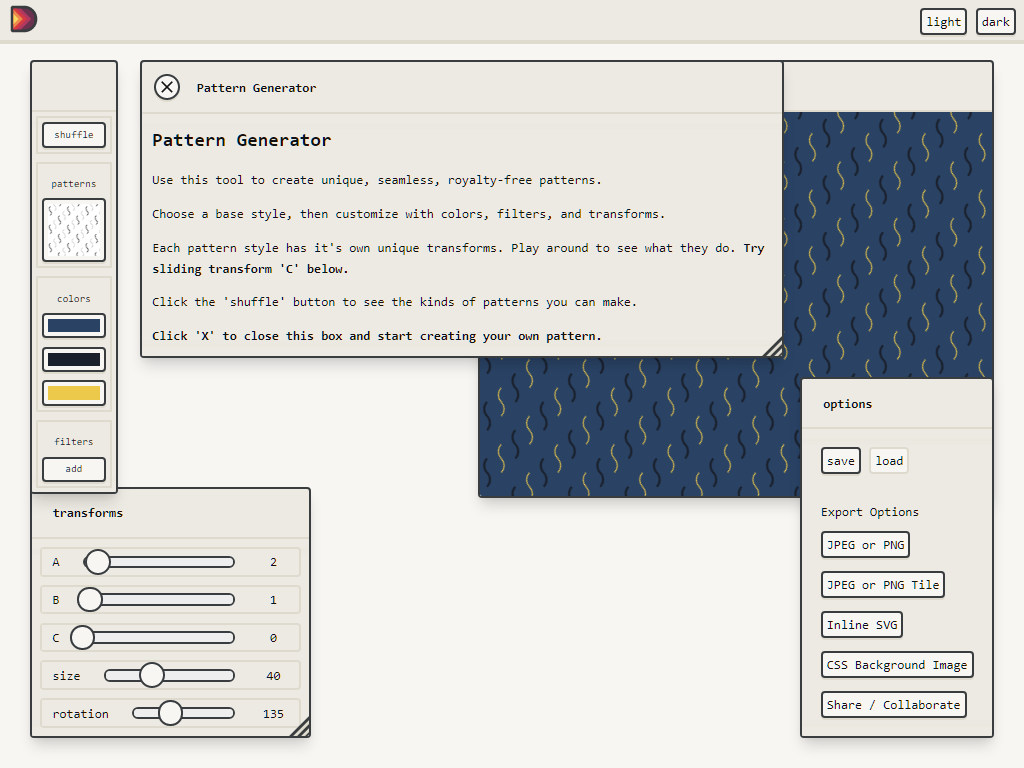 light dark
shuffle
patterns
colors
filters
add
Pattern Generator
Pattern Generator
Use this tool to create unique, seamless, royalty-free patterns.
Choose a base style, then customize with colors, filters, and transforms.
Each pattern style has it's own unique transforms. Play around to see what they do. Try
sliding transform 'C' below.
Click the 'shuffle' button to see the kinds of patterns you can make.
Click 'X' to close this box and start creating your own pattern.
transforms
A 2
B 1
C 0
size 40
rotation 135
options
save load
Export Options
JPEG or PNG
JPEG or PNG Tile
Inline SVG
CSS Background Image
Share / Collaborate